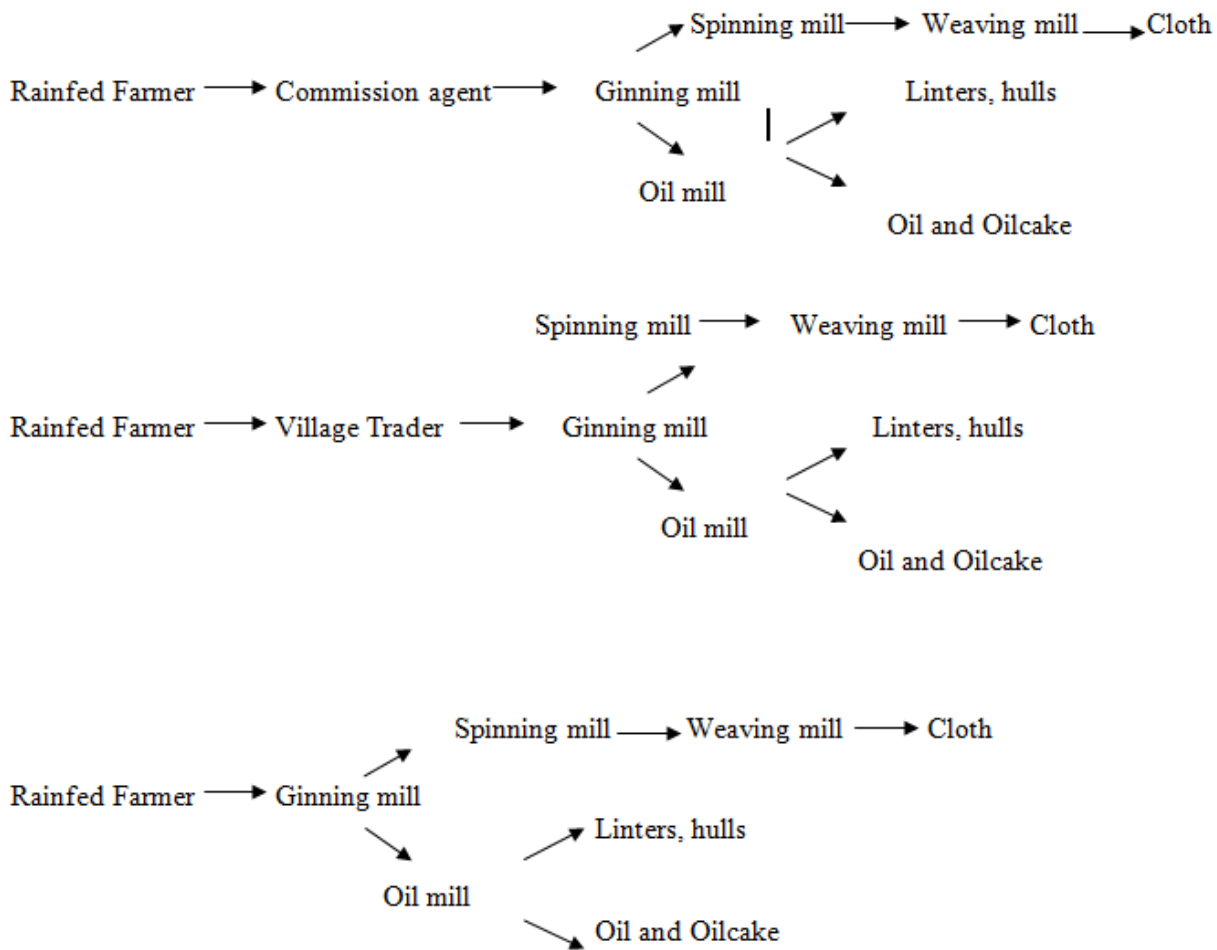 Spinning mill Weaving mill Cloth
Rainfed Farmer Commission agent Ginning mill Linters, hulls
Oil mill
Oil and Oilcake
Spinning mill Weaving mill Cloth
Rainfed Farmer Village Trader Ginning mill Linters, hulls
Oil mill
Oil and Oilcake
Spinning mill Weaving mill Cloth
Rainfed Farmer Ginning mill
Linters, hulls
Oil mill
Oil and Oilcake